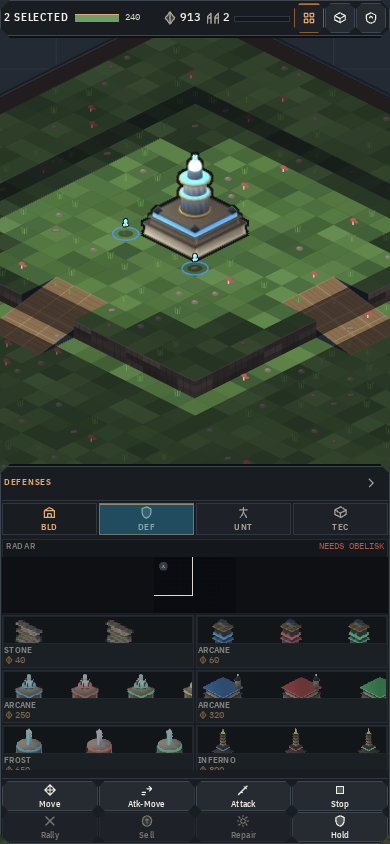 2 SELECTED 240 913 2
DEFENSES
BLD DEF UNT TEC
RADAR NEEDS OBELISK
STONE ARCANE
40 60
ARCANE ARCANE
250 320
FROST INFERNO
Move Atk-Move Attack Stop
Rally Sell Repair Hold